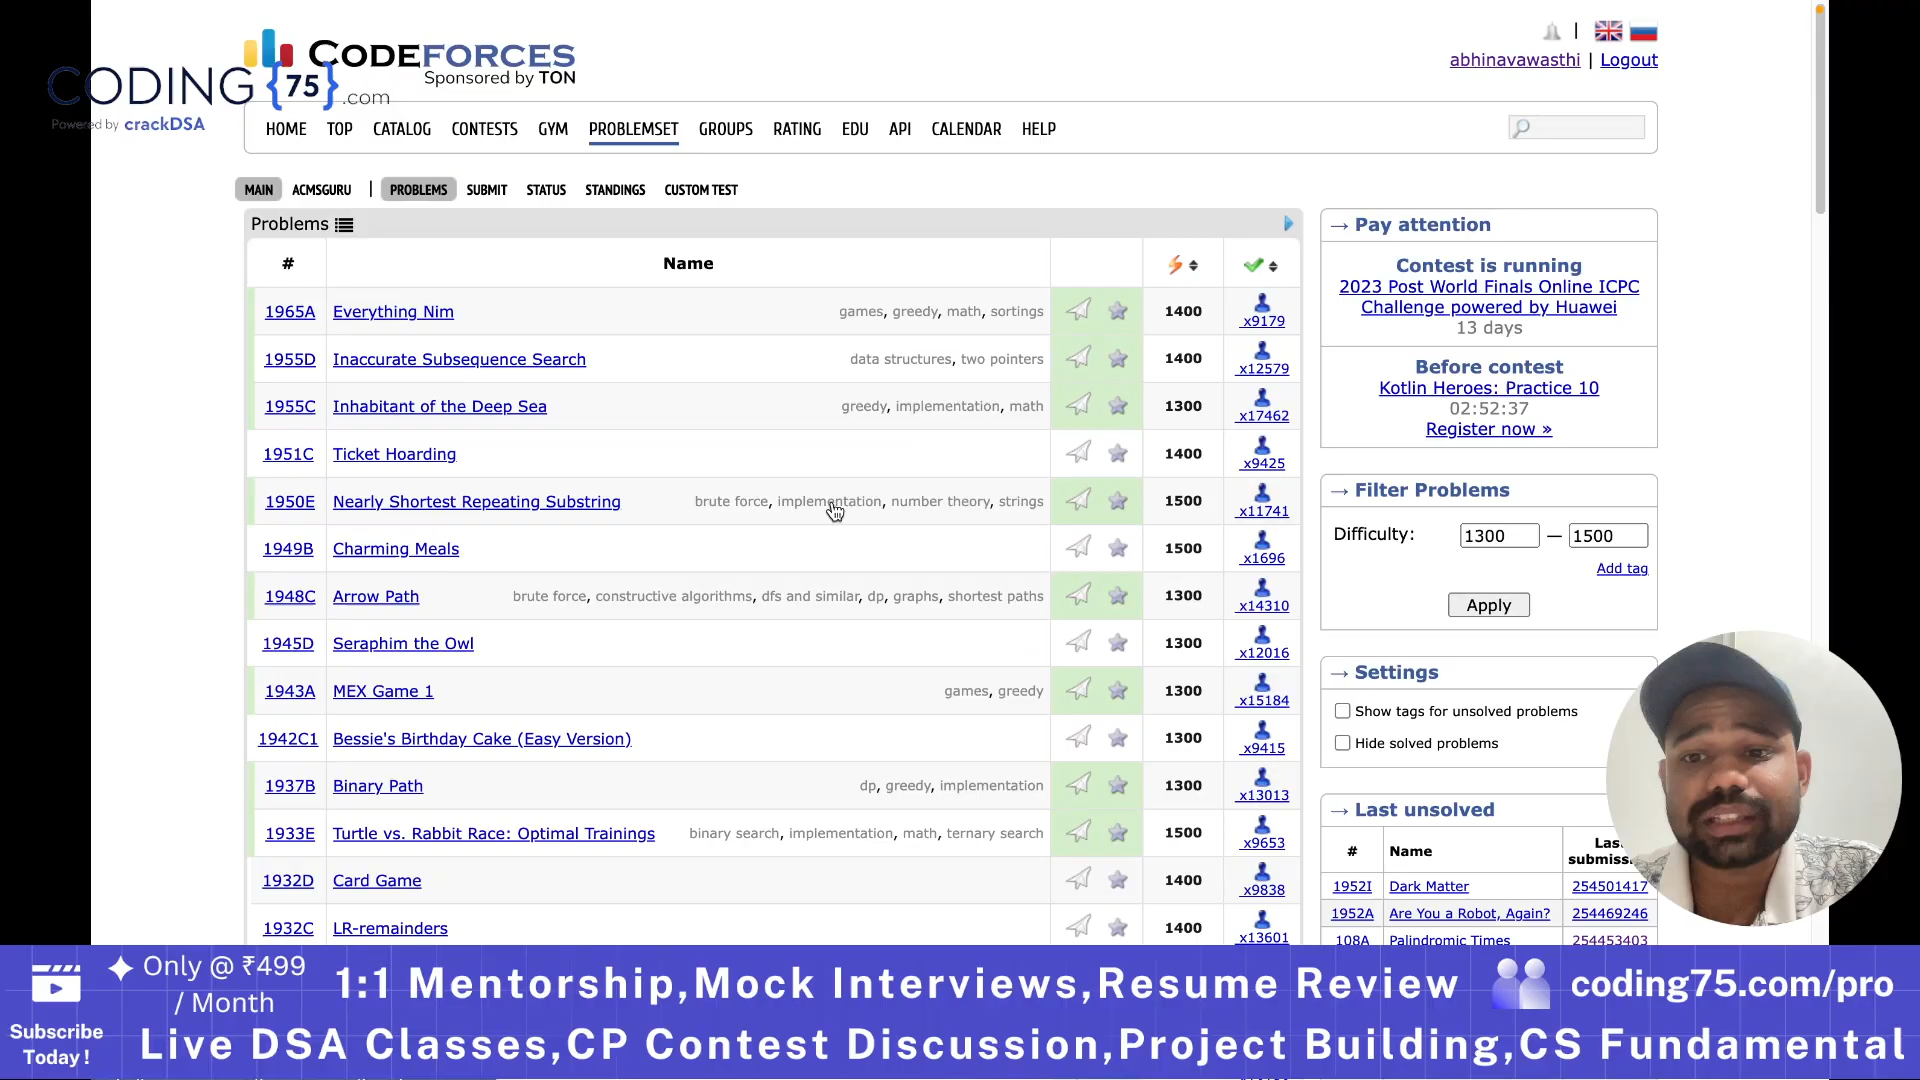 CODEFORCES
Sponsored by TON
CODING {75} .com
Powered by crackDSA
abhinavawasthi | Logout
HOME TOP CATALOG CONTESTS GYM PROBLEMSET GROUPS RATING EDU API CALENDAR HELP
MAIN ACMSGURU | PROBLEMS SUBMIT STATUS STANDINGS CUSTOM TEST
Problems
# Name
1965A Everything Nim games, greedy, math, sortings 1400 x9179
1955D Inaccurate Subsequence Search data structures, two pointers 1400 x12579
1955C Inhabitant of the Deep Sea greedy, implementation, math 1300 x17462
1951C Ticket Hoarding 1400 x9425
1950E Nearly Shortest Repeating Substring brute force, implementation, number theory, strings 1500 x11741
1949B Charming Meals 1500 x1696
1948C Arrow Path brute force, constructive algorithms, dfs and similar, dp, graphs, shortest paths 1300 x14310
1945D Seraphim the Owl 1300 x12016
1943A MEX Game 1 games, greedy 1300 x15184
1942C1 Bessie's Birthday Cake (Easy Version) 1300 x9415
1937B Binary Path dp, greedy, implementation 1300 x13013
1933E Turtle vs. Rabbit Race: Optimal Trainings binary search, implementation, math, ternary search 1500 x9653
1932D Card Game 1400 x9838
1932C LR-remainders 1400 x13601
→ Pay attention
Contest is running
2023 Post World Finals Online ICPC
Challenge powered by Huawei
13 days
Before contest
Kotlin Heroes: Practice 10
02:52:37
Register now »
→ Filter Problems
Difficulty: 1300 — 1500
Add tag
Apply
→ Settings
Show tags for unsolved problems
Hide solved problems
→ Last unsolved
# Name
1952I Dark Matter 254501417
1952A Are You a Robot, Again? 254469246
108A Palindromic Times 254453403
Only @ ₹499
/ Month
Subscribe
Today !
1:1 Mentorship,Mock Interviews,Resume Review
coding75.com/pro
Live DSA Classes,CP Contest Discussion,Project Building,CS Fundamental